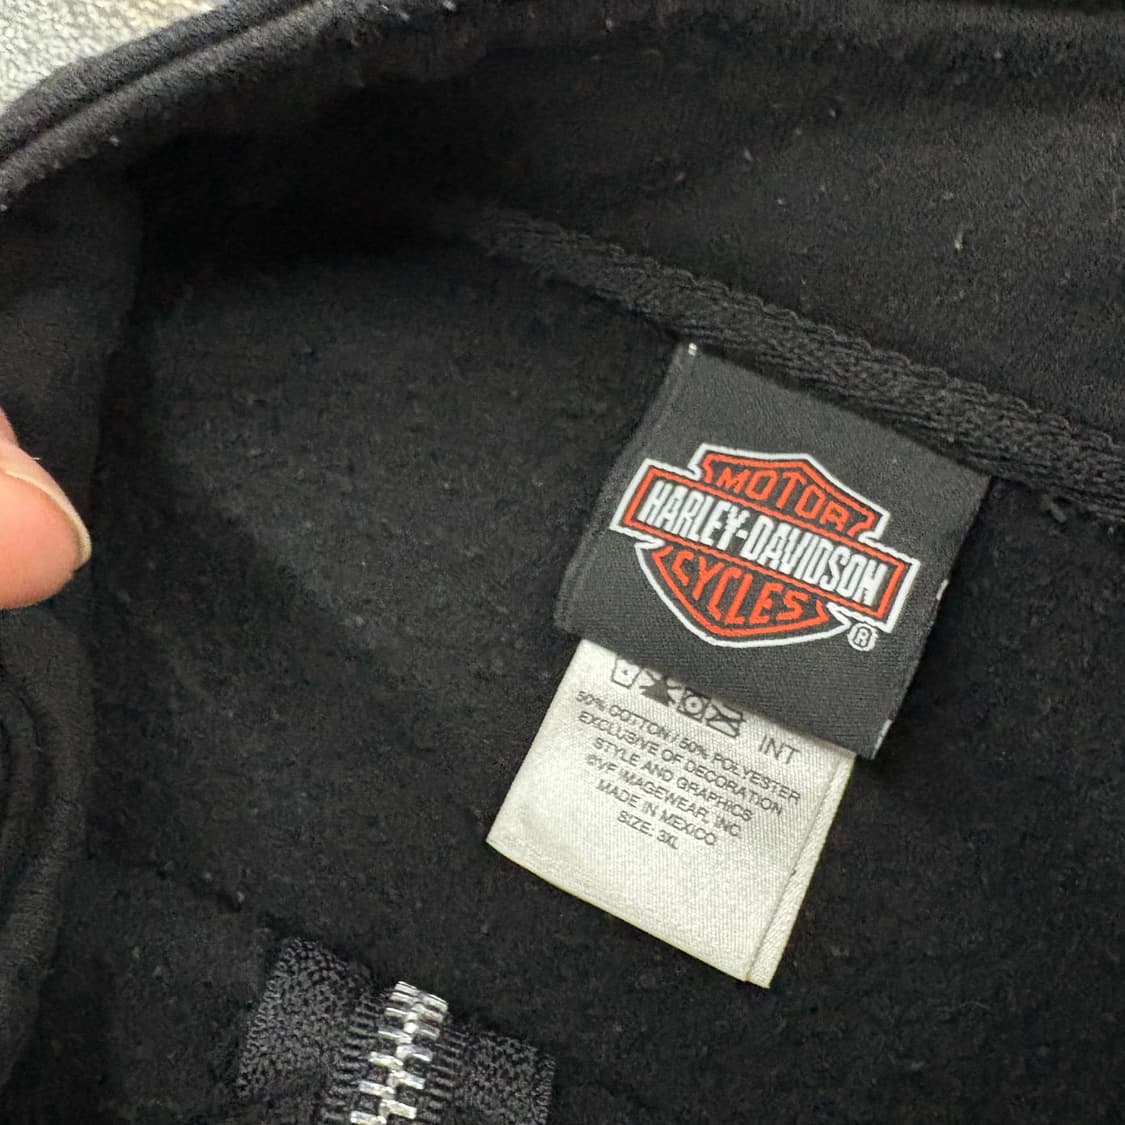 MOTOR
HARLEY-DAVIDSON
CYCLES
®
INT
50% COTTON / 50% POLYESTER
EXCLUSIVE OF DECORATION
STYLE AND GRAPHICS
©VF IMAGEWEAR, INC
MADE IN MEXICO
SIZE: 3XL